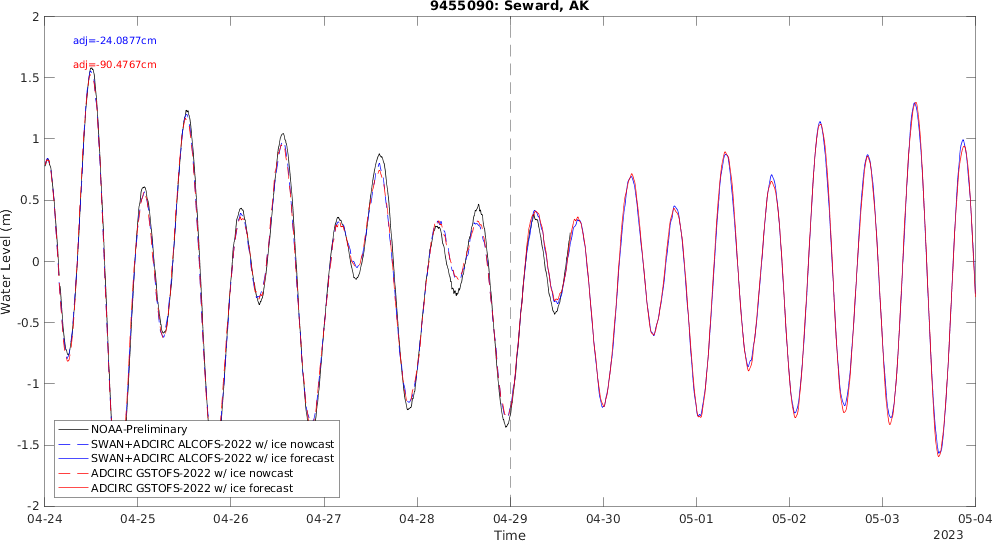 9455090: Seward, AK
adj=-24.0877cm
adj=-90.4767cm
Water Level (m)
2
1.5
1
0.5
0
-0.5
-1
-1.5
-2
NOAA-Preliminary
SWAN+ADCIRC ALCOFS-2022 w/ ice nowcast
SWAN+ADCIRC ALCOFS-2022 w/ ice forecast
ADCIRC GSTOFS-2022 w/ ice nowcast
ADCIRC GSTOFS-2022 w/ ice forecast
04-24 04-25 04-26 04-27 04-28 04-29 04-30 05-01 05-02 05-03 05-04
Time
2023